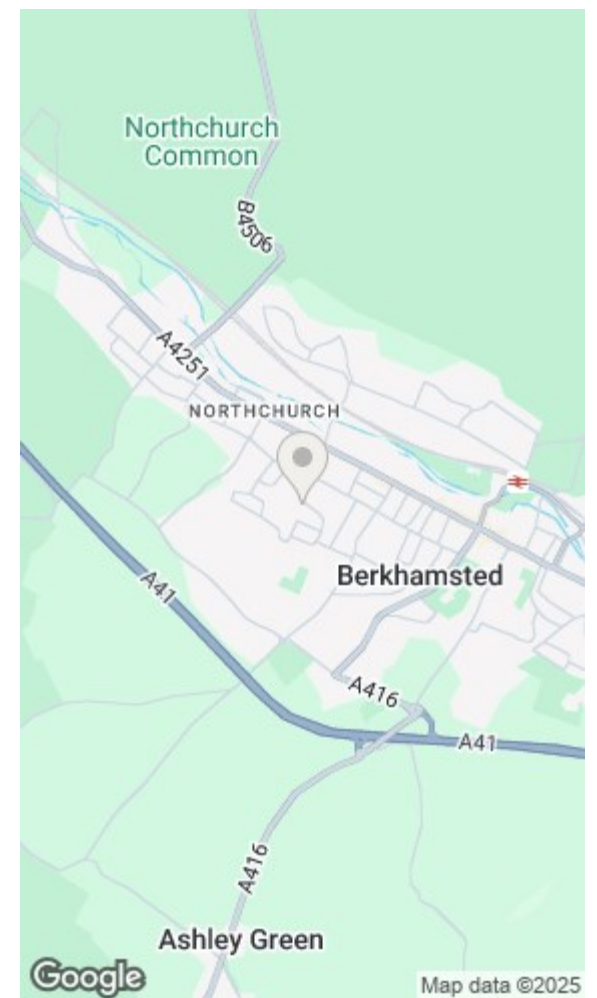 Northchurch
Common
B4506
A4251
NORTHCHURCH
Berkhamsted
A41
A416
A41
A416
Ashley Green
Google
Map data ©2025